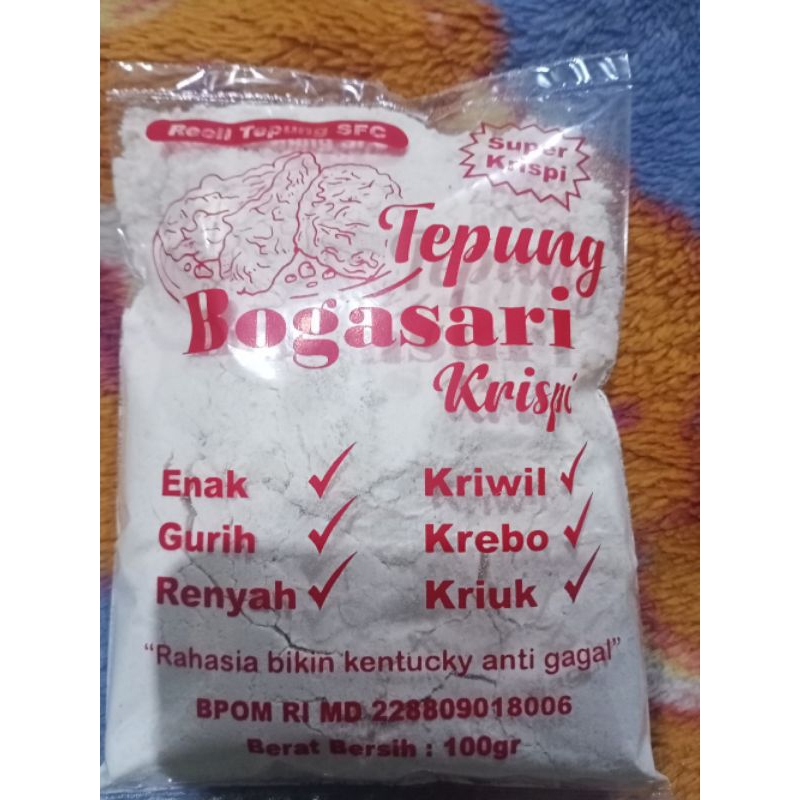 Recil Tepung SFC
Super
Krispi
Tepung
Bogasari
Krispi
Enak
Kriwil
Gurih
Krebo
Renyah
Kriuk
“Rahasia bikin kentucky anti gagal”
BPOM RI MD 228809018006
Berat Bersih : 100gr